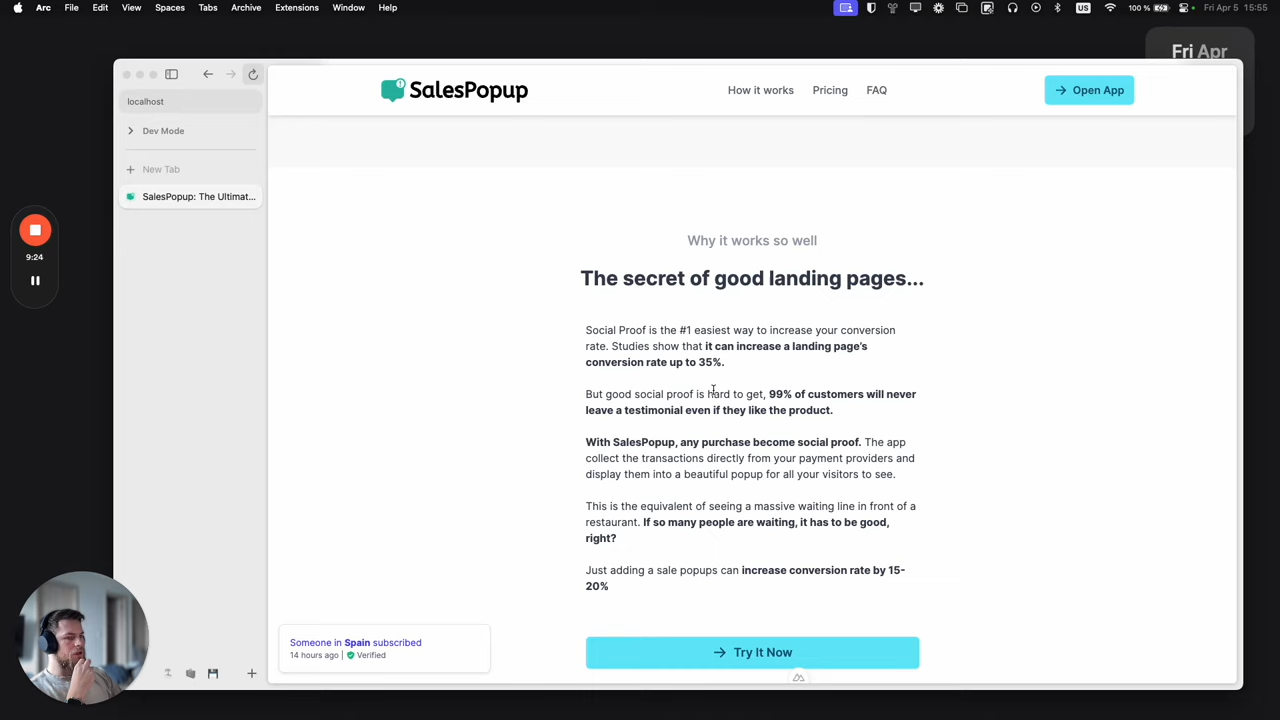 Arc File Edit View Spaces Tabs Archive Extensions Window Help
US 100 % Fri Apr 5 15:55
Fri Apr
localhost
Dev Mode
New Tab
SalesPopup: The Ultimat...
9:24
SalesPopup
How it works Pricing FAQ
Open App
Why it works so well
The secret of good landing pages...
Social Proof is the #1 easiest way to increase your conversion
rate. Studies show that it can increase a landing page's
conversion rate up to 35%.
But good social proof is hard to get, 99% of customers will never
leave a testimonial even if they like the product.
With SalesPopup, any purchase become social proof. The app
collect the transactions directly from your payment providers and
display them into a beautiful popup for all your visitors to see.
This is the equivalent of seeing a massive waiting line in front of a
restaurant. If so many people are waiting, it has to be good,
right?
Just adding a sale popups can increase conversion rate by 15-
20%
Try It Now
Someone in Spain subscribed
14 hours ago | Verified